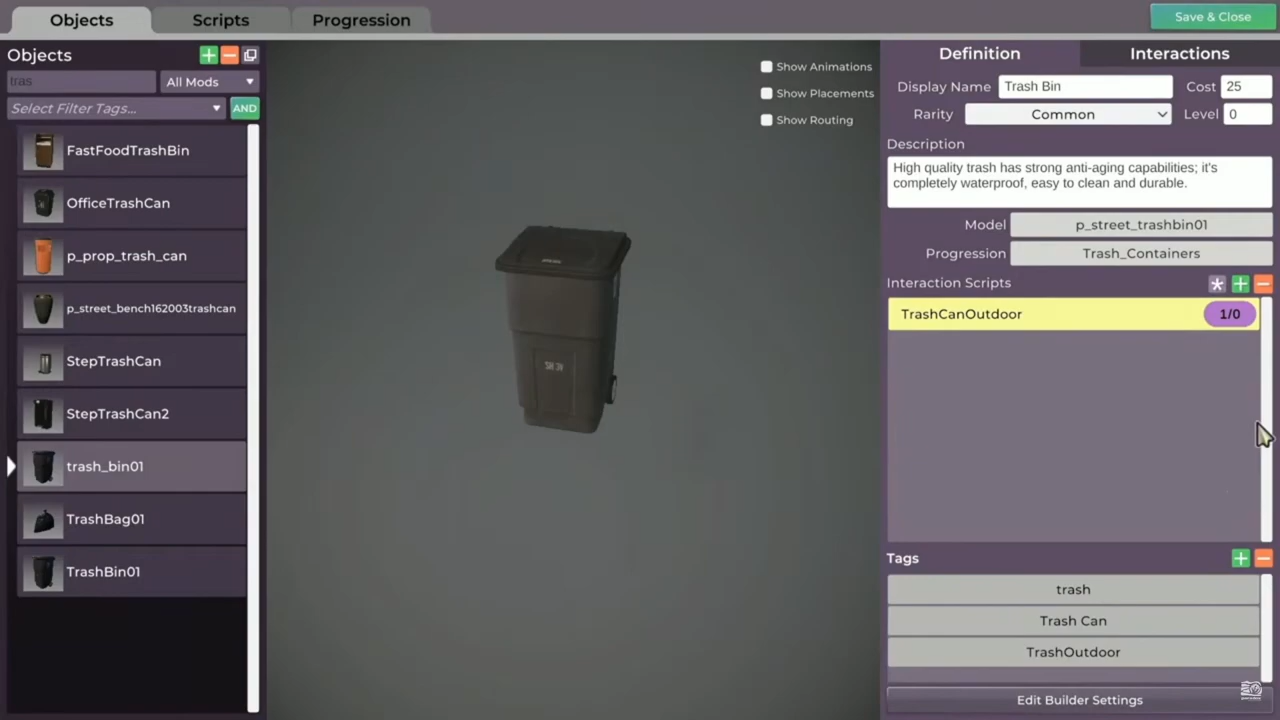 Objects
Scripts
Progression
Save & Close
Objects
tras
All Mods
Select Filter Tags...
AND
FastFoodTrashBin
OfficeTrashCan
p_prop_trash_can
p_street_bench162003trashcan
StepTrashCan
StepTrashCan2
trash_bin01
TrashBag01
TrashBin01
Show Animations
Show Placements
Show Routing
Definition
Interactions
Display Name
Trash Bin
Cost
25
Rarity
Common
Level
0
Description
High quality trash has strong anti-aging capabilities; it's
completely waterproof, easy to clean and durable.
Model
p_street_trashbin01
Progression
Trash_Containers
Interaction Scripts
TrashCanOutdoor
1/0
Tags
trash
Trash Can
TrashOutdoor
Edit Builder Settings